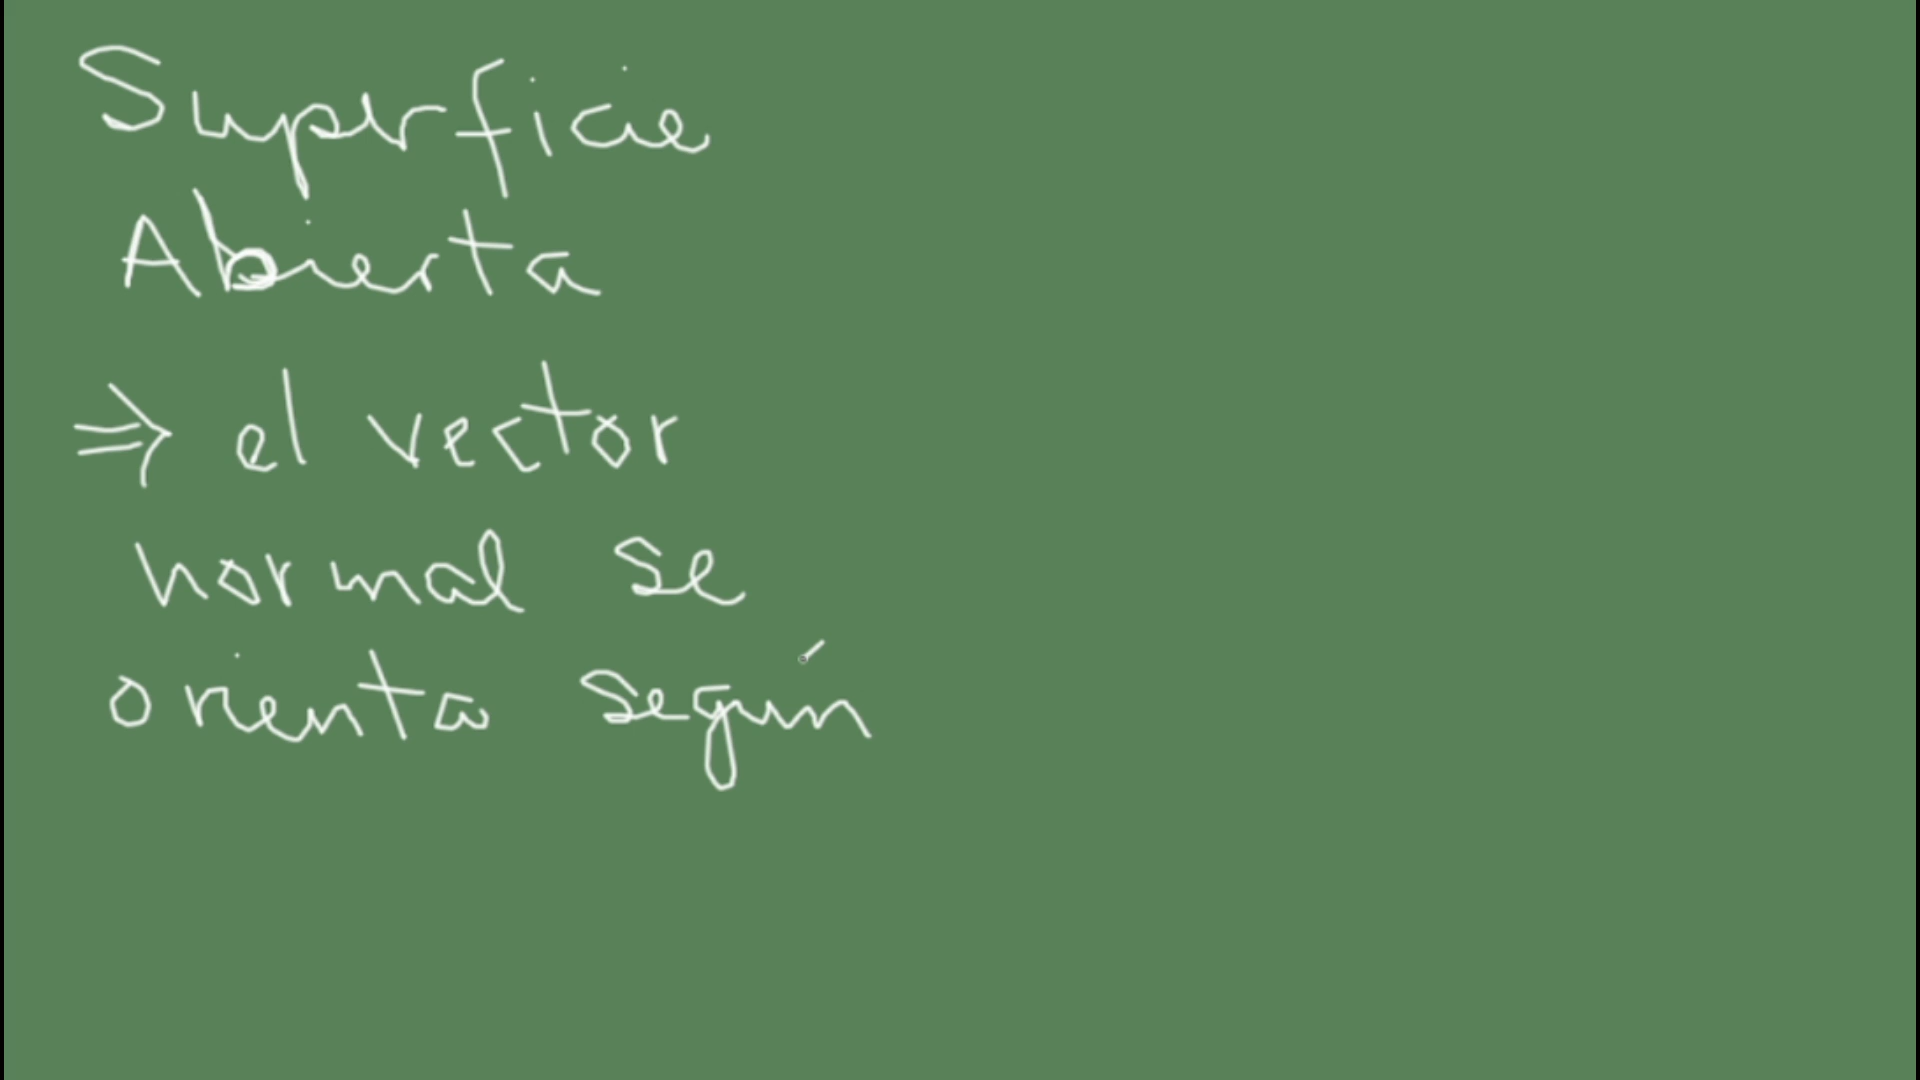 Superficie
Abierta
⇒ el vector
normal se
orienta según